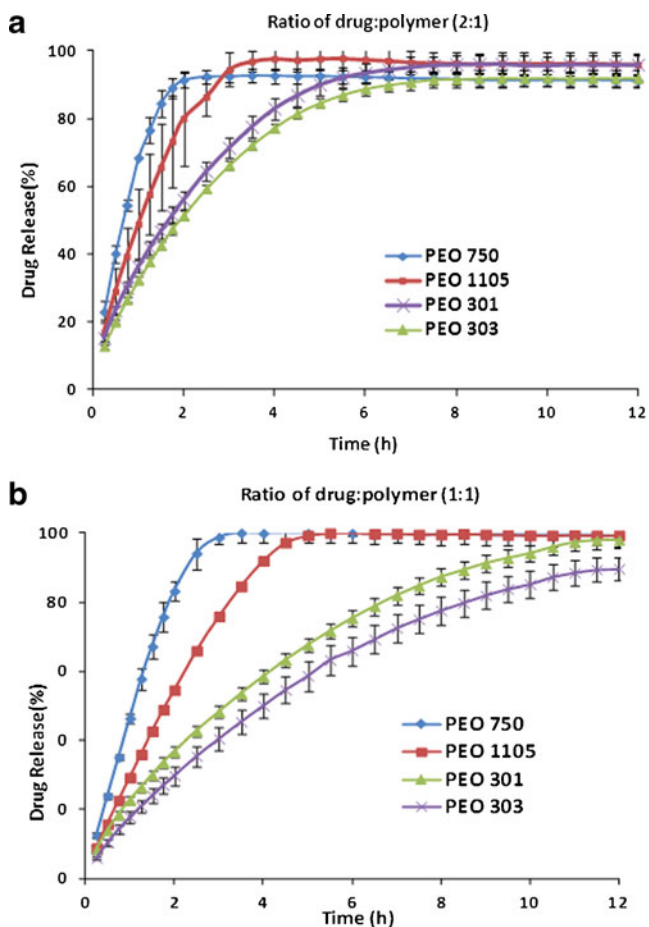 a
Ratio of drug:polymer (2:1)
Drug Release(%)
100
80
60
40
20
0
0 2 4 6 8 10 12
Time (h)
PEO 750
PEO 1105
PEO 301
PEO 303
b
Ratio of drug:polymer (1:1)
Drug Release(%)
100
80
0
0
0
0
0 2 4 6 8 10 12
Time (h)
PEO 750
PEO 1105
PEO 301
PEO 303